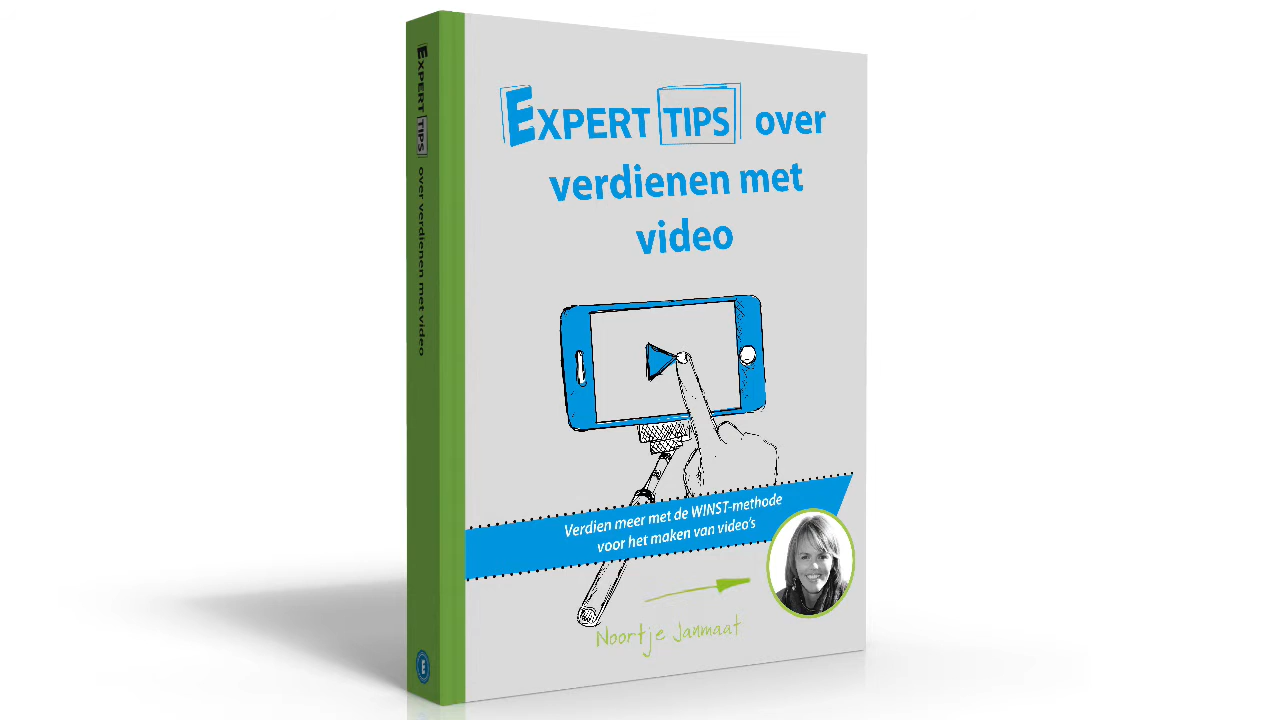 EXPERT TIPS over
verdienen met
video
Verdien meer met de WINST-methode
voor het maken van video's
Noortje Janmaat
EXPERT TIPS over verdienen met video